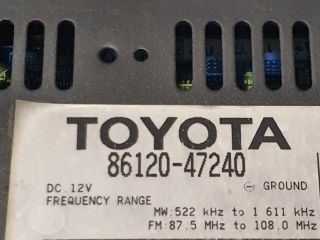 TOYOTA
86120-47240
DC. 12V ⊖ GROUND
FREQUENCY RANGE
MW: 522 kHz to 1 611 kHz
FM: 87.5 MHz to 108.0 MHz